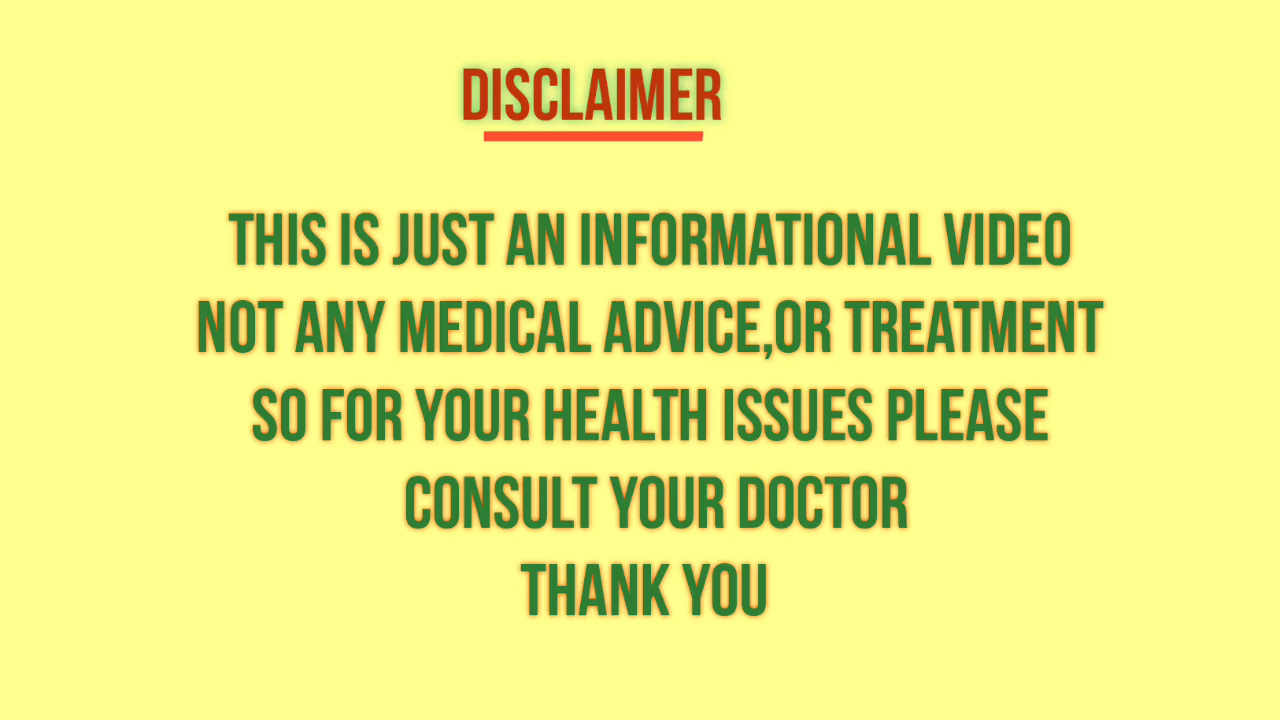 DISCLAIMER
THIS IS JUST AN INFORMATIONAL VIDEO
NOT ANY MEDICAL ADVICE,OR TREATMENT
SO FOR YOUR HEALTH ISSUES PLEASE
CONSULT YOUR DOCTOR
THANK YOU